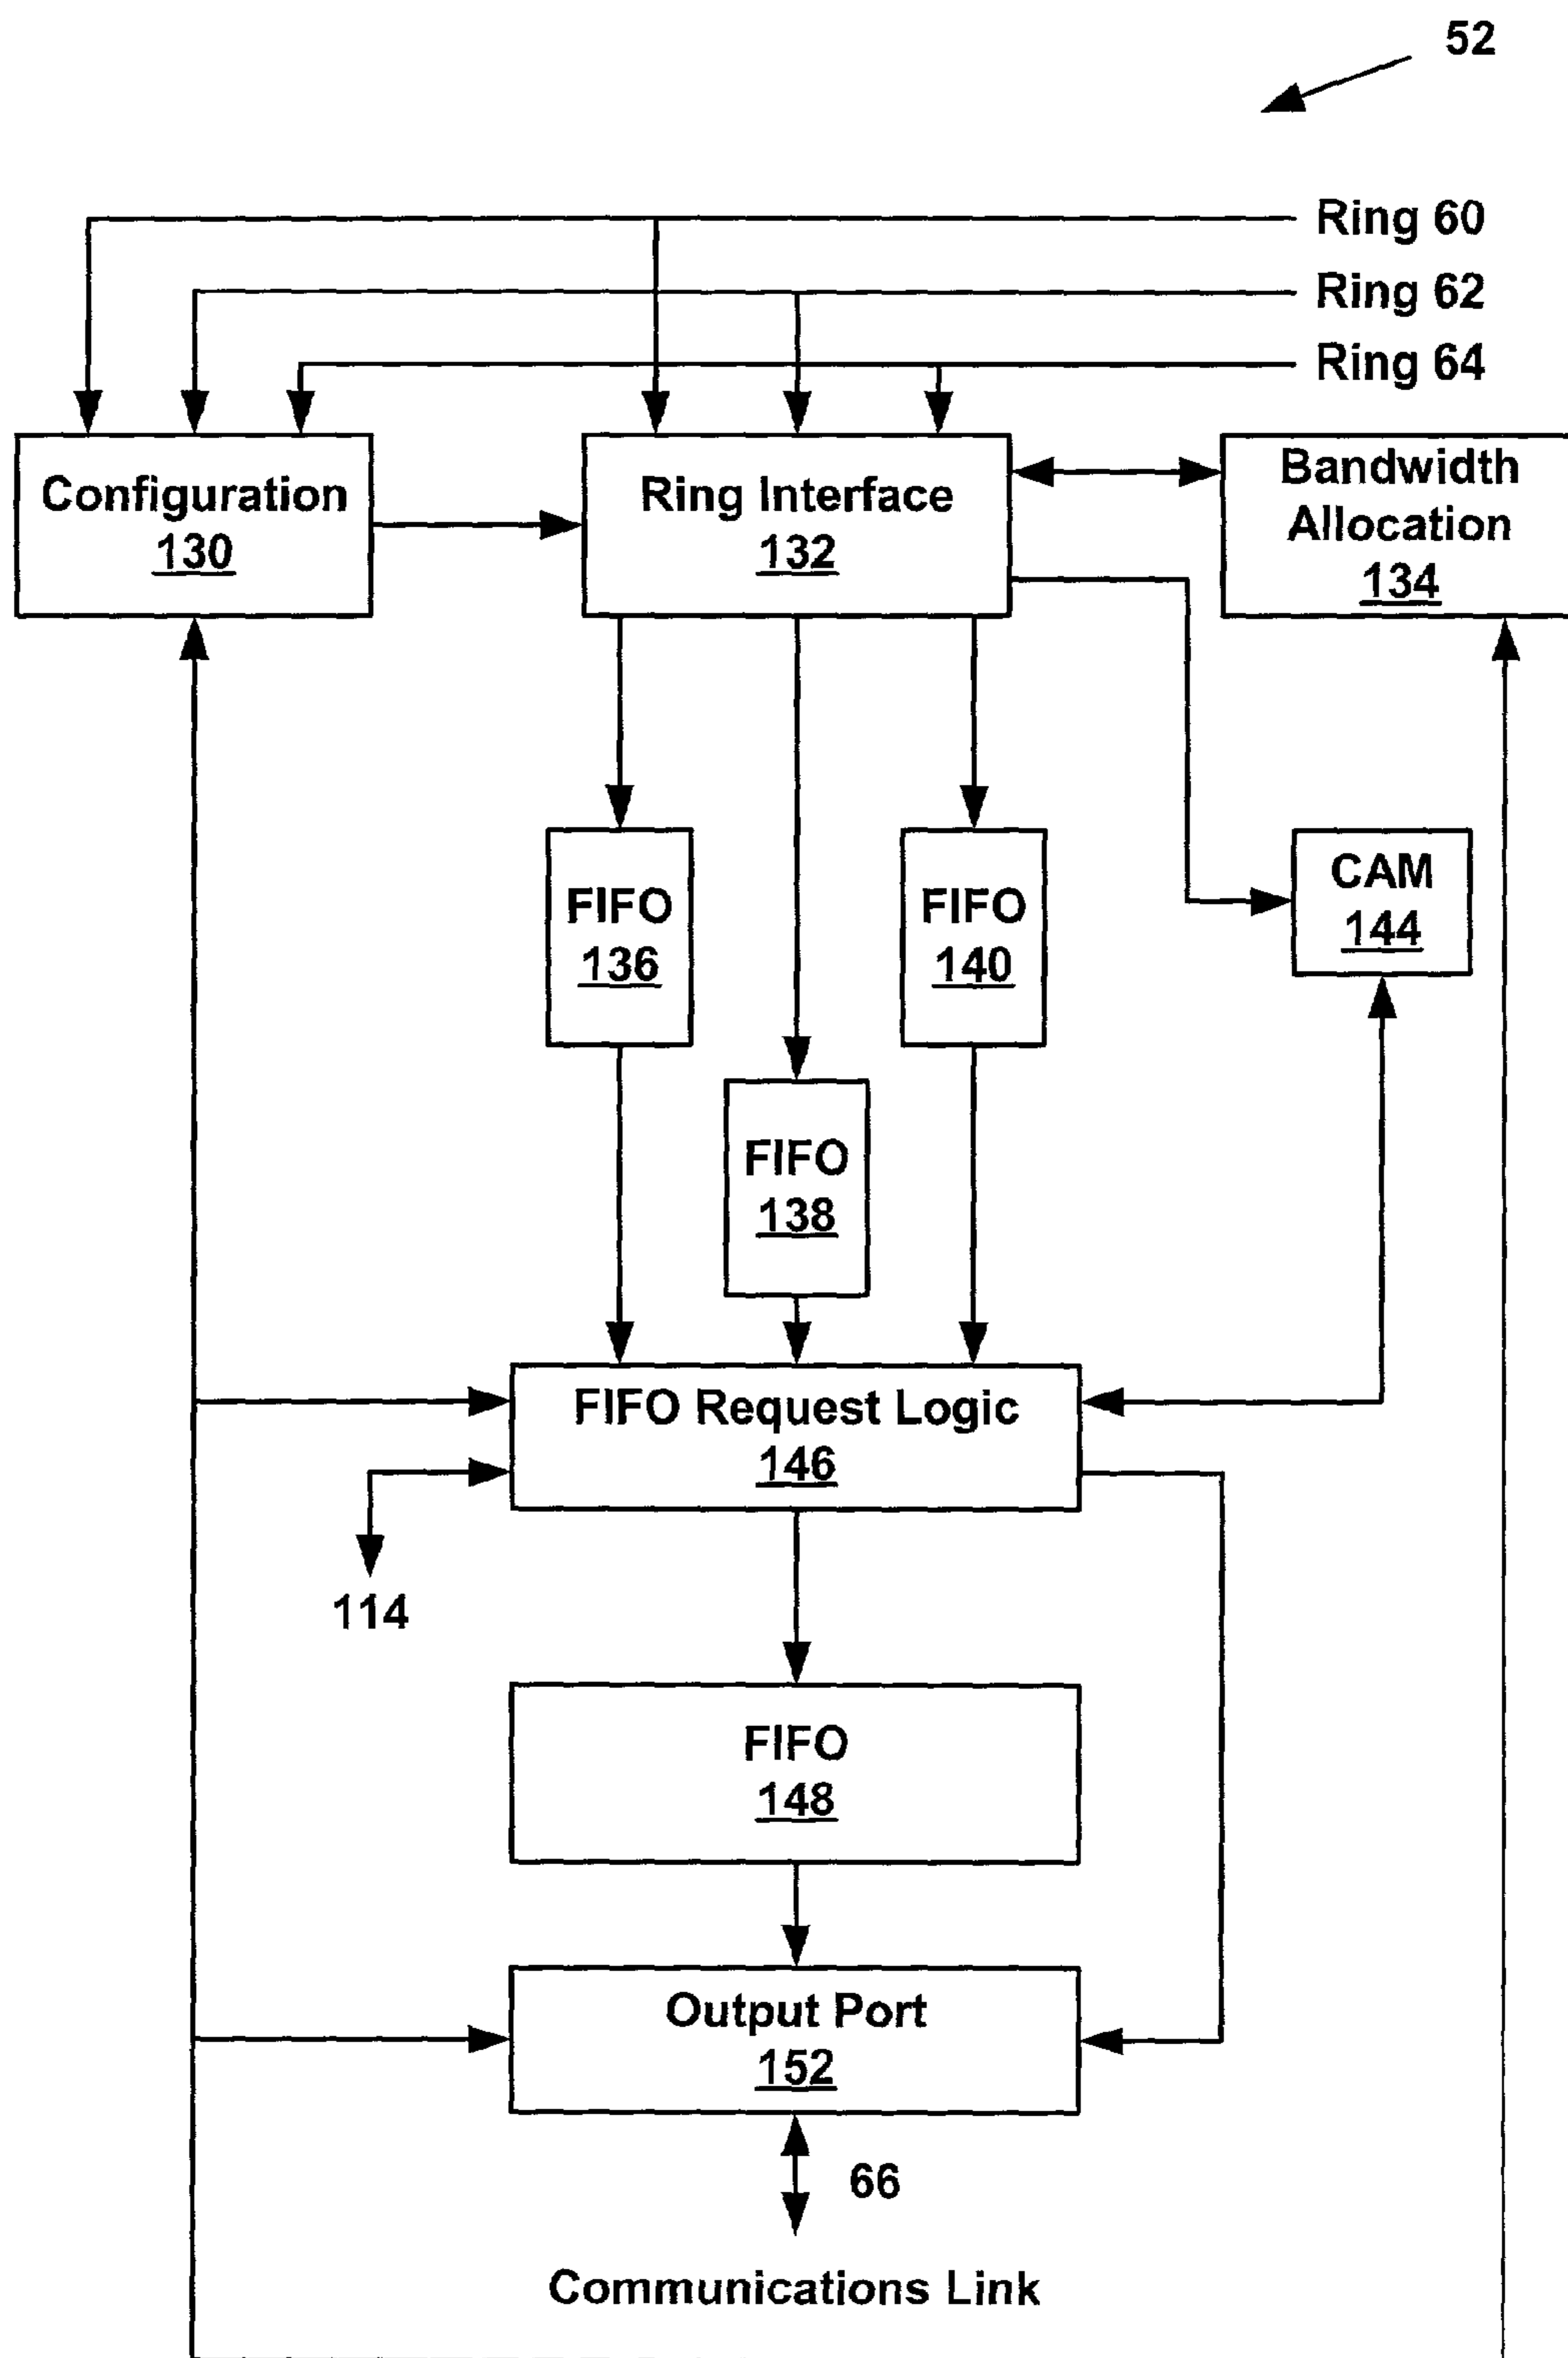 52
Ring 60
Ring 62
Ring 64
Configuration
130
Ring Interface
132
Bandwidth
Allocation
134
FIFO
136
FIFO
140
CAM
144
FIFO
138
FIFO Request Logic
146
114
FIFO
148
Output Port
152
66
Communications Link